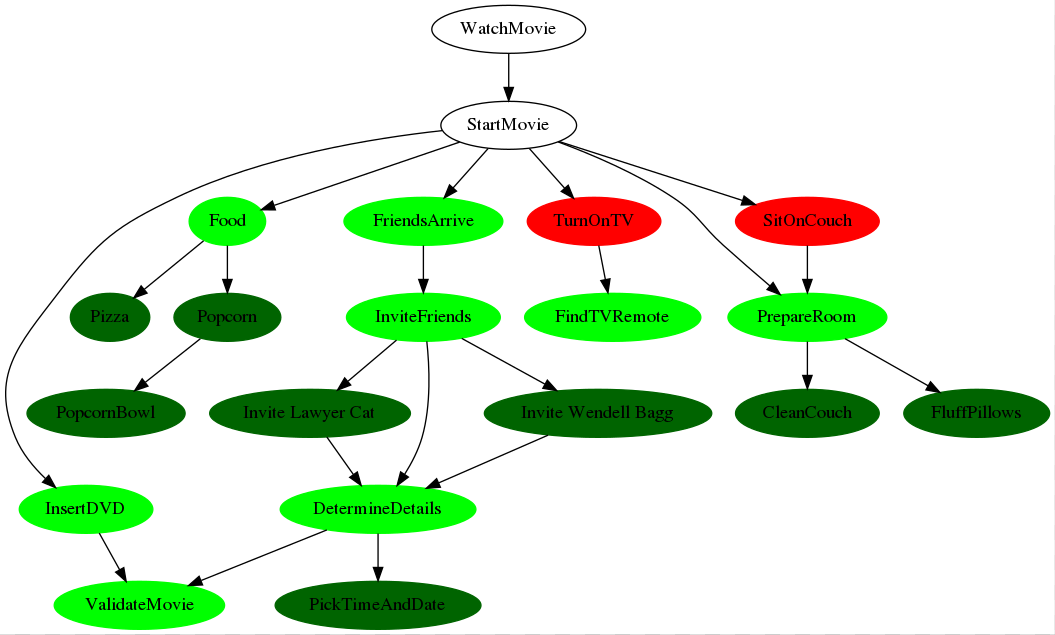 WatchMovie
StartMovie
Food
FriendsArrive
TurnOnTV
SitOnCouch
Pizza
Popcorn
InviteFriends
FindTVRemote
PrepareRoom
PopcornBowl
Invite Lawyer Cat
Invite Wendell Bagg
CleanCouch
FluffPillows
InsertDVD
DetermineDetails
ValidateMovie
PickTimeAndDate